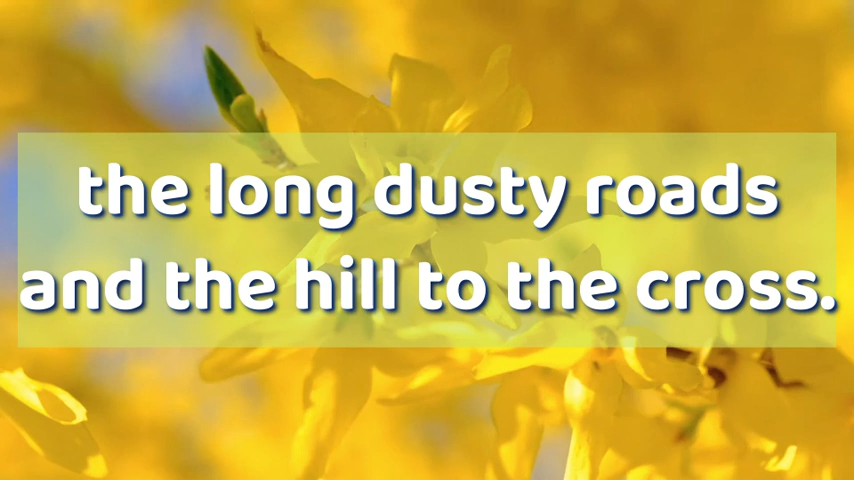 the long dusty roads
and the hill to the cross.